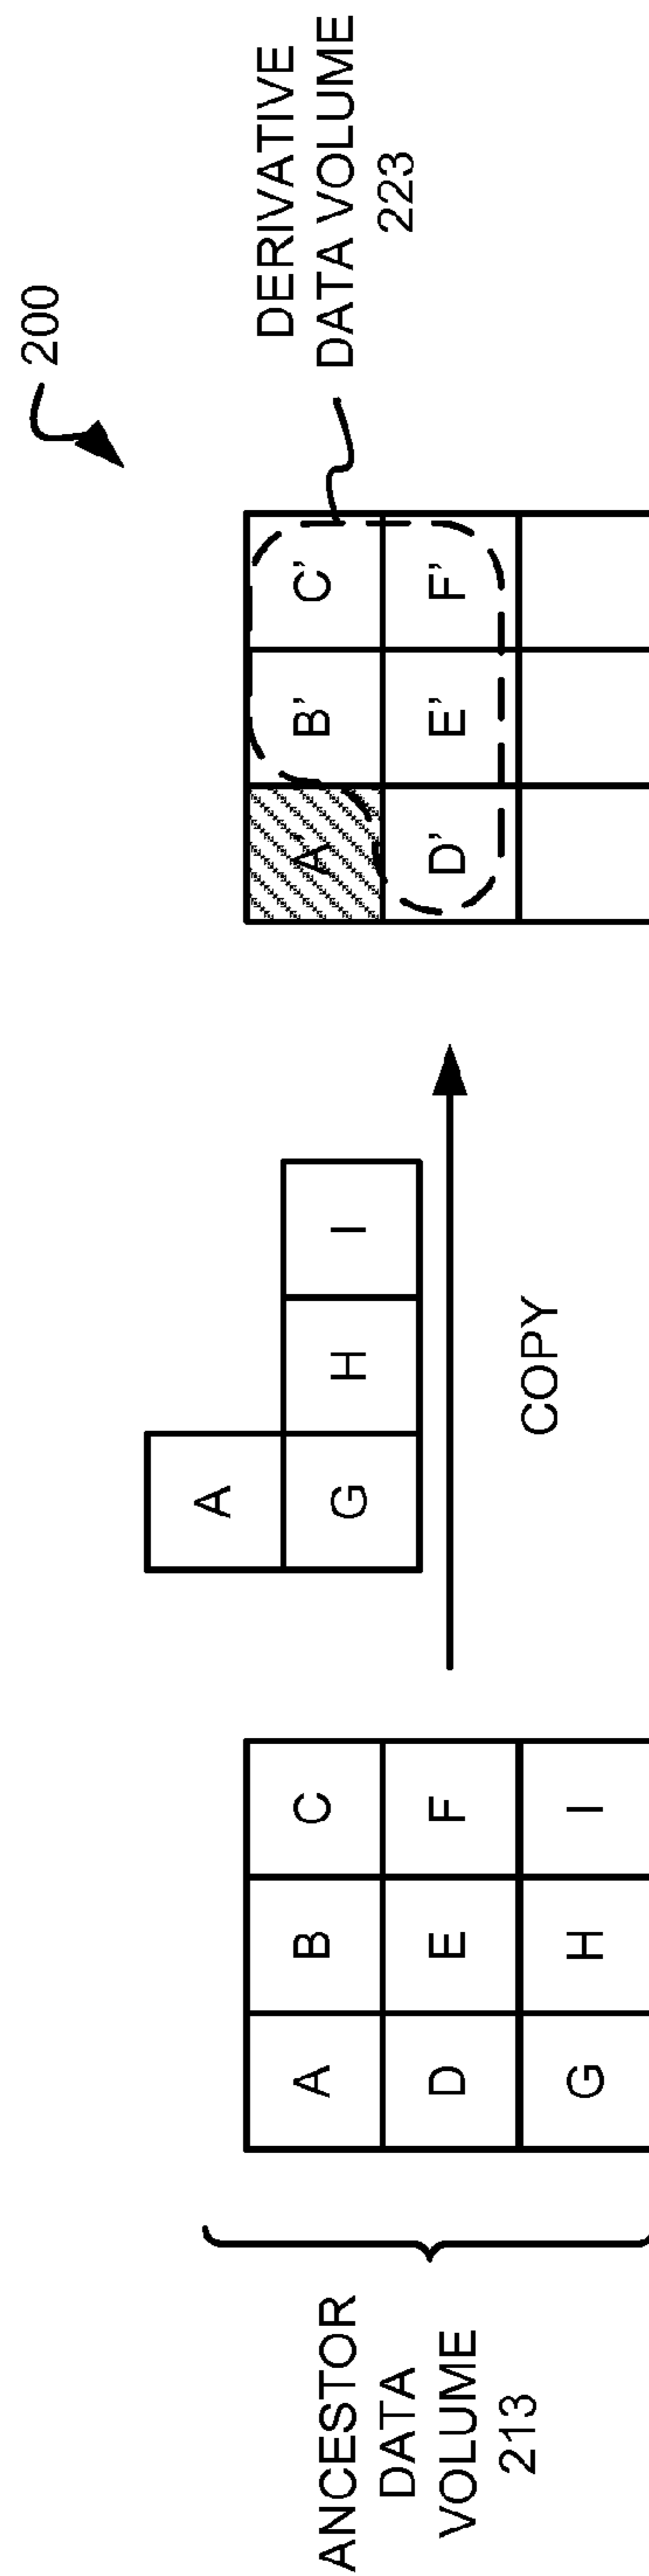 200
ANCESTOR
DATA
VOLUME
213
A B C
D E F
G H I
A
G H I
COPY
A' B' C'
D' E' F'
DERIVATIVE
DATA VOLUME
223